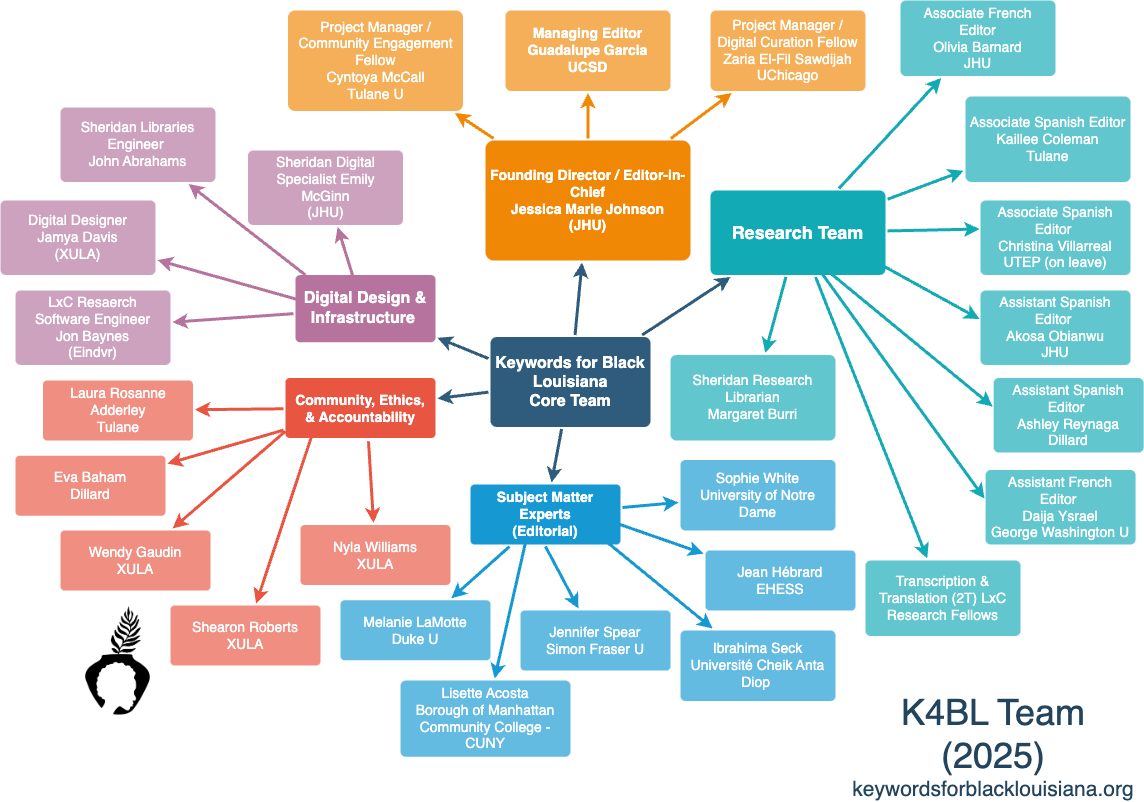 Project Manager /
Community Engagement
Fellow
Cyntoya McCall
Tulane U
Managing Editor
Guadalupe Garcia
UCSD
Project Manager /
Digital Curation Fellow
Zaria El-Fil Sawdijah
UChicago
Associate French
Editor
Olivia Barnard
JHU
Sheridan Libraries
Engineer
John Abrahams
Sheridan Digital
Specialist Emily
McGinn
(JHU)
Founding Director / Editor-in-
Chief
Jessica Marie Johnson
(JHU)
Associate Spanish Editor
Kaillee Coleman
Tulane
Digital Designer
Jamya Davis
(XULA)
Research Team
Associate Spanish
Editor
Christina Villarreal
UTEP (on leave)
LxC Resaerch
Software Engineer
Jon Baynes
(Eindvr)
Digital Design &
Infrastructure
Assistant Spanish
Editor
Akosa Obianwu
JHU
Keywords for Black
Louisiana
Core Team
Sheridan Research
Librarian
Margaret Burri
Laura Rosanne
Adderley
Tulane
Community, Ethics,
& Accountability
Assistant Spanish
Editor
Ashley Reynaga
Dillard
Eva Baham
Dillard
Subject Matter
Experts
(Editorial)
Sophie White
University of Notre
Dame
Assistant French
Editor
Daija Ysrael
George Washington U
Wendy Gaudin
XULA
Nyla Williams
XULA
Jean Hébrard
EHESS
Transcription &
Translation (2T) LxC
Research Fellows
Shearon Roberts
XULA
Melanie LaMotte
Duke U
Jennifer Spear
Simon Fraser U
Ibrahima Seck
Université Cheik Anta
Diop
Lisette Acosta
Borough of Manhattan
Community College -
CUNY
K4BL Team
(2025)
keywordsforblacklouisiana.org